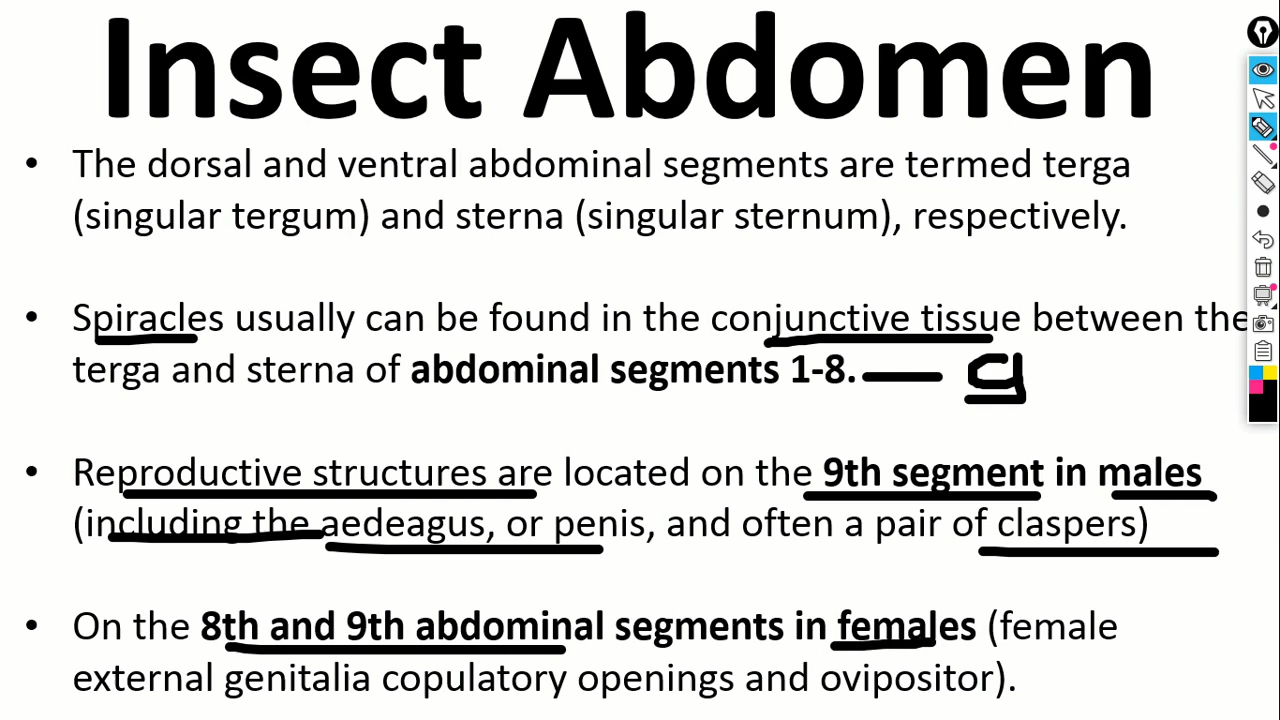 Insect Abdomen
• The dorsal and ventral abdominal segments are termed terga
(singular tergum) and sterna (singular sternum), respectively.
• Spiracles usually can be found in the conjunctive tissue between the
terga and sterna of abdominal segments 1-8.
• Reproductive structures are located on the 9th segment in males
(including the aedeagus, or penis, and often a pair of claspers)
• On the 8th and 9th abdominal segments in females (female
external genitalia copulatory openings and ovipositor).